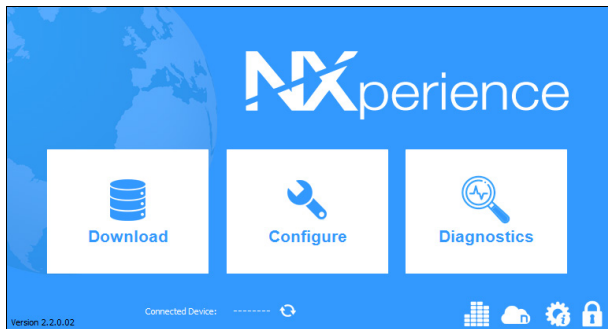 NXperience
Download
Configure
Diagnostics
Connected Device: --------
n
i
Version 2.2.0.02